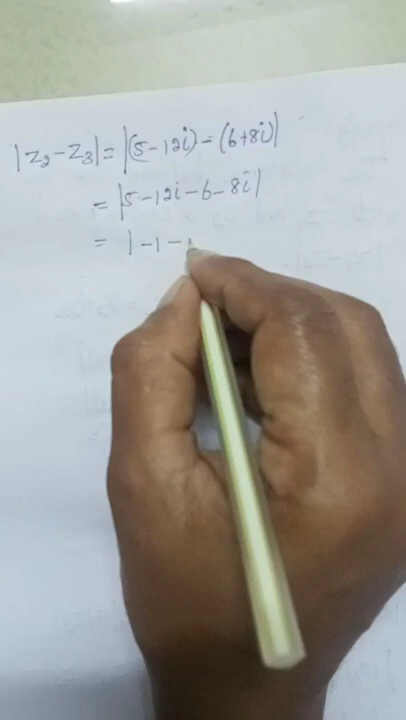 |z₂-z₃| = |(5-12i) - (6+8i)|
= |5-12i-6-8i|
= |-1-